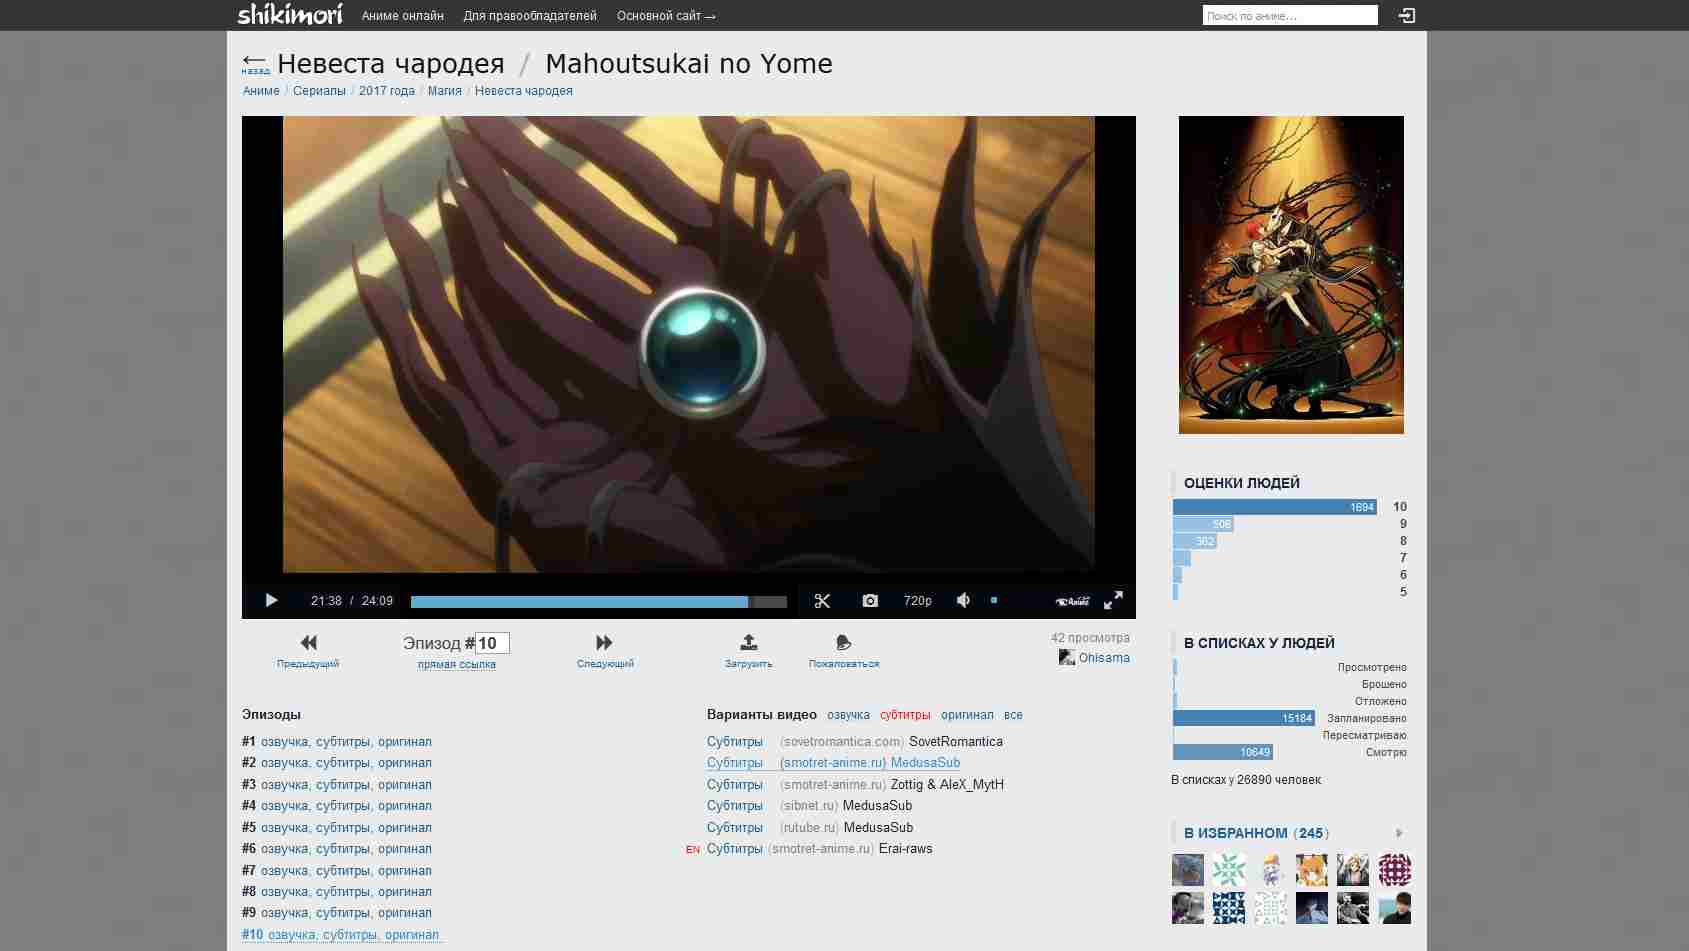 shikimori Аниме онлайн Для правообладателей Основной сайт → Поиск по аниме...
← назад Невеста чародея / Mahoutsukai no Yome
Аниме / Сериалы / 2017 года / Магия / Невеста чародея
21:38 / 24:09 720p Anime
Предыдущий
Эпизод #10
прямая ссылка
Следующий
Загрузить
Пожаловаться
42 просмотра
Ohisama
Эпизоды
#1 озвучка, субтитры, оригинал
#2 озвучка, субтитры, оригинал
#3 озвучка, субтитры, оригинал
#4 озвучка, субтитры, оригинал
#5 озвучка, субтитры, оригинал
#6 озвучка, субтитры, оригинал
#7 озвучка, субтитры, оригинал
#8 озвучка, субтитры, оригинал
#9 озвучка, субтитры, оригинал
#10 озвучка, субтитры, оригинал
Варианты видео озвучка субтитры оригинал все
Субтитры (sovetromantica.com) SovetRomantica
Субтитры (smotret-anime.ru) MedusaSub
Субтитры (smotret-anime.ru) Zottig & AleX_MytH
Субтитры (sibnet.ru) MedusaSub
Субтитры (rutube.ru) MedusaSub
EN Субтитры (smotret-anime.ru) Erai-raws
ОЦЕНКИ ЛЮДЕЙ
1694 10
506 9
362 8
7
6
5
В СПИСКАХ У ЛЮДЕЙ
Просмотрено
Брошено
Отложено
15184 Запланировано
Пересматриваю
10649 Смотрю
В списках у 26890 человек
В ИЗБРАННОМ (245)